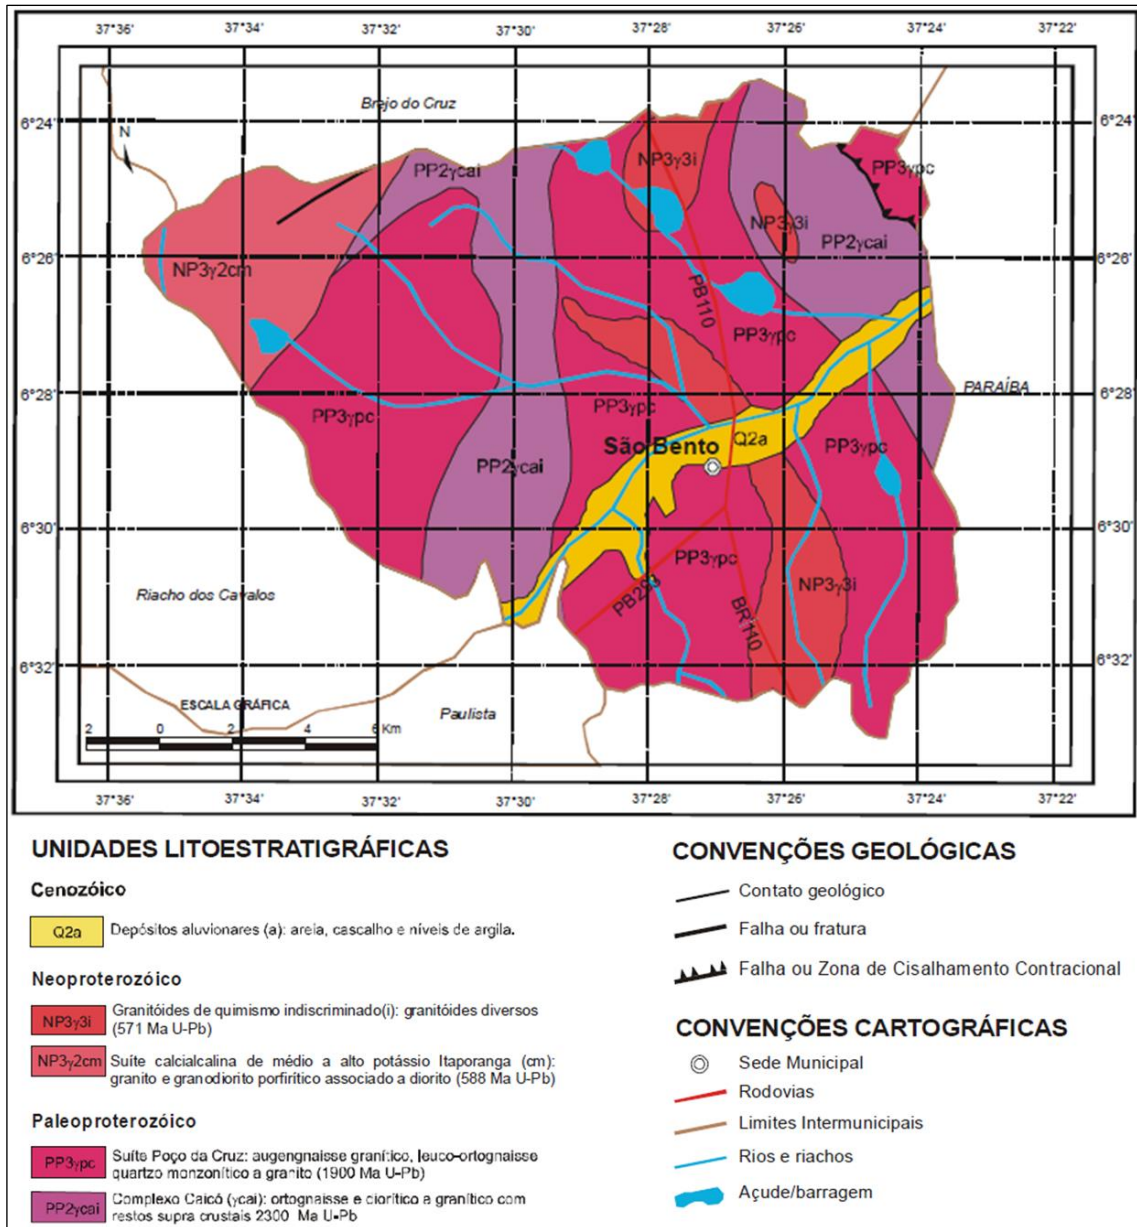 37°36' 37°34' 37°32' 37°30' 37°28' 37°26' 37°24' 37°22'
Brejo do Cruz
6°24' 6°24'
N
NP3γ3i
PP3γpc
PP2γcai
NP3γ3i
PP2γcai
6°26' 6°26'
NP3γ2cm
PB110
PP3γpc
6°28' PARAÍBA 6°28'
PP3γpc PP3γpc
São Bento Q2a PP3γpc
PP2γcai
6°30' 6°30'
PP3γpc
NP3γ3i
Riacho dos Cavalos PB293 BR110
6°32' 6°32'
ESCALA GRÁFICA
Paulista
2 0 2 4 6 Km
37°36' 37°34' 37°30' 37°30' 37°28' 37°26' 37°24' 37°22'
UNIDADES LITOESTRATIGRÁFICAS
Cenozóico
Q2a Depósitos aluvionares (a): areia, cascalho e níveis de argila.
Neoproterozóico
NP3γ3i Granitóides de quimismo indiscriminado(i): granitóides diversos
(571 Ma U-Pb)
NP3γ2cm Suíte calcialcalina de médio a alto potássio Itaporanga (cm):
granito e granodiorito porfirítico associado a diorito (588 Ma U-Pb)
Paleoproterozóico
PP3γpc Suíte Poço da Cruz: augengnaisse granítico, leuco-ortognaisse
quartzo monzonítico a granito (1900 Ma U-Pb)
PP2γcai Complexo Caicó (γcai): ortognaisse e diorítico a granítico com
restos supra crustais 2300 Ma U-Pb
CONVENÇÕES GEOLÓGICAS
Contato geológico
Falha ou fratura
Falha ou Zona de Cisalhamento Contracional
CONVENÇÕES CARTOGRÁFICAS
Sede Municipal
Rodovias
Limites Intermunicipais
Rios e riachos
Açude/barragem